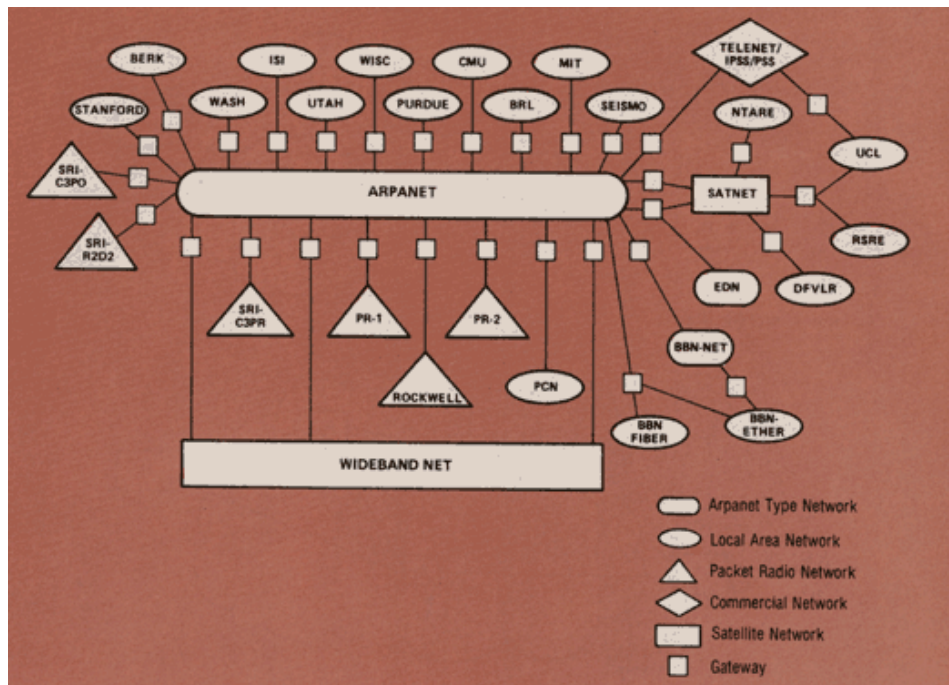 BERK
ISI
WISC
CMU
MIT
TELENET/
IPSS/PSS
STANFORD
WASH
UTAH
PURDUE
BRL
SEISMO
NTARE
UCL
SRI-
C3PO
ARPANET
SATNET
SRI-
R2D2
RSRE
EDN
DFVLR
SRI-
C3PR
PR-1
PR-2
BBN-NET
ROCKWELL
PCN
BBN
FIBER
BBN-
ETHER
WIDEBAND NET
Arpanet Type Network
Local Area Network
Packet Radio Network
Commercial Network
Satellite Network
Gateway